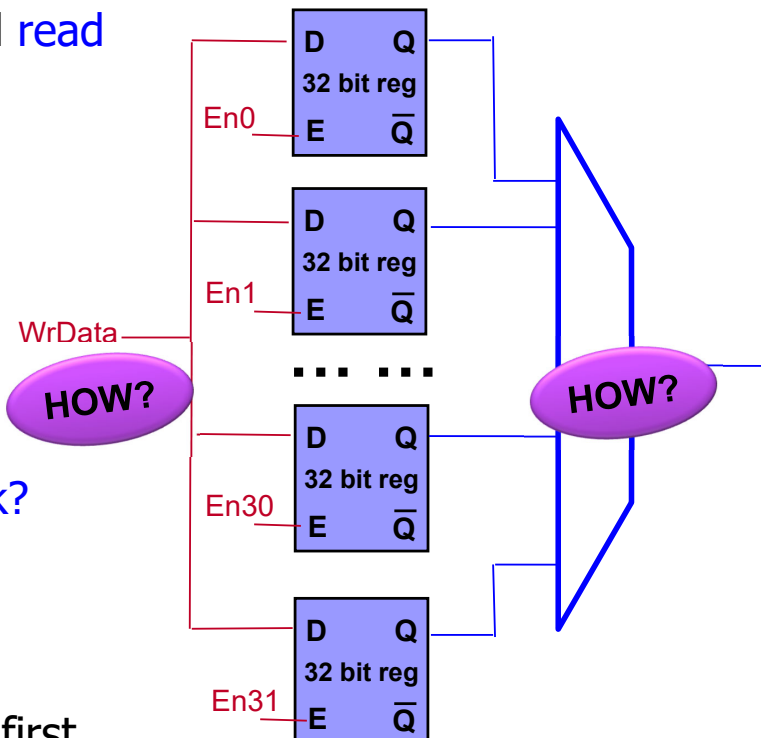 read
D Q
32 bit reg
En0
E Q̅
D Q
32 bit reg
En1
E Q̅
WrData
HOW?
... ...
HOW?
D Q
32 bit reg
k?
En30
E Q̅
D Q
32 bit reg
En31
E Q̅
first